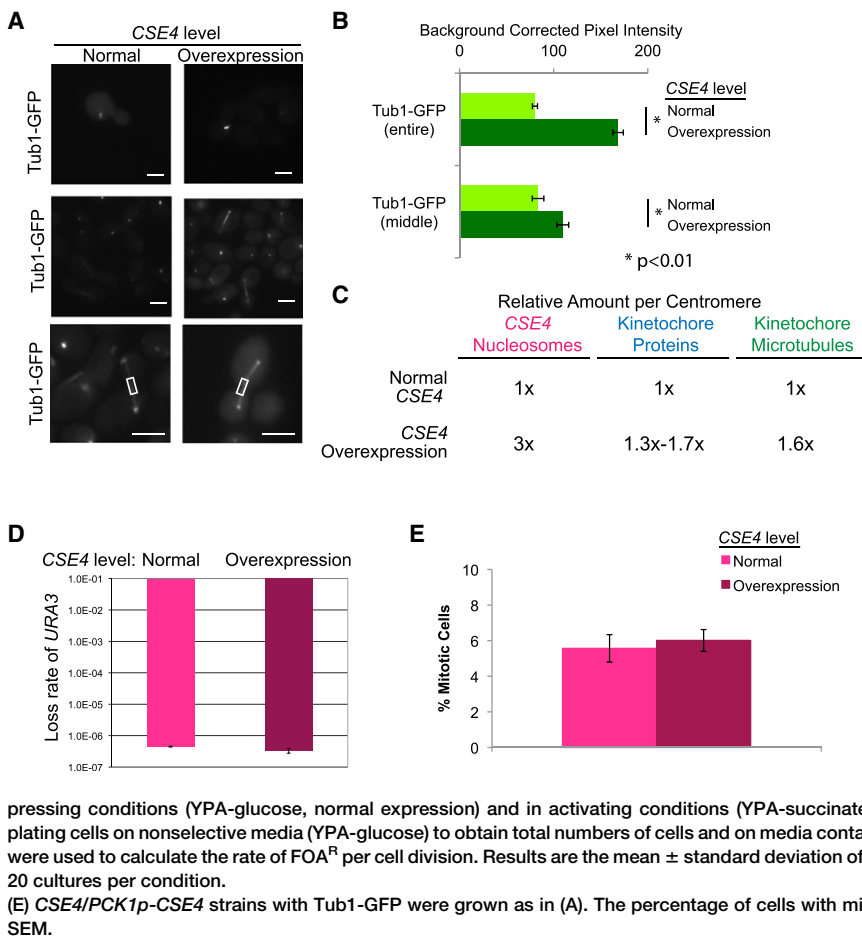 A
CSE4 level
Normal Overexpression
Tub1-GFP
Tub1-GFP
Tub1-GFP
B
Background Corrected Pixel Intensity
0 100 200
Tub1-GFP
(entire)
Tub1-GFP
(middle)
CSE4 level
* Normal
Overexpression
* Normal
Overexpression
* p<0.01
C
Relative Amount per Centromere
CSE4 Nucleosomes
Kinetochore Proteins
Kinetochore Microtubules
Normal CSE4
1x 1x 1x
CSE4 Overexpression
3x 1.3x-1.7x 1.6x
D
CSE4 level: Normal Overexpression
Loss rate of URA3
1.0E-01
1.0E-02
1.0E-03
1.0E-04
1.0E-05
1.0E-06
1.0E-07
E
CSE4 level
Normal
Overexpression
% Mitotic Cells
10
8
6
4
2
0
pressing conditions (YPA-glucose, normal expression) and in activating conditions (YPA-succinate
plating cells on nonselective media (YPA-glucose) to obtain total numbers of cells and on media conta
were used to calculate the rate of FOAᴿ per cell division. Results are the mean ± standard deviation of
20 cultures per condition.
(E) CSE4/PCK1p-CSE4 strains with Tub1-GFP were grown as in (A). The percentage of cells with mi
SEM.